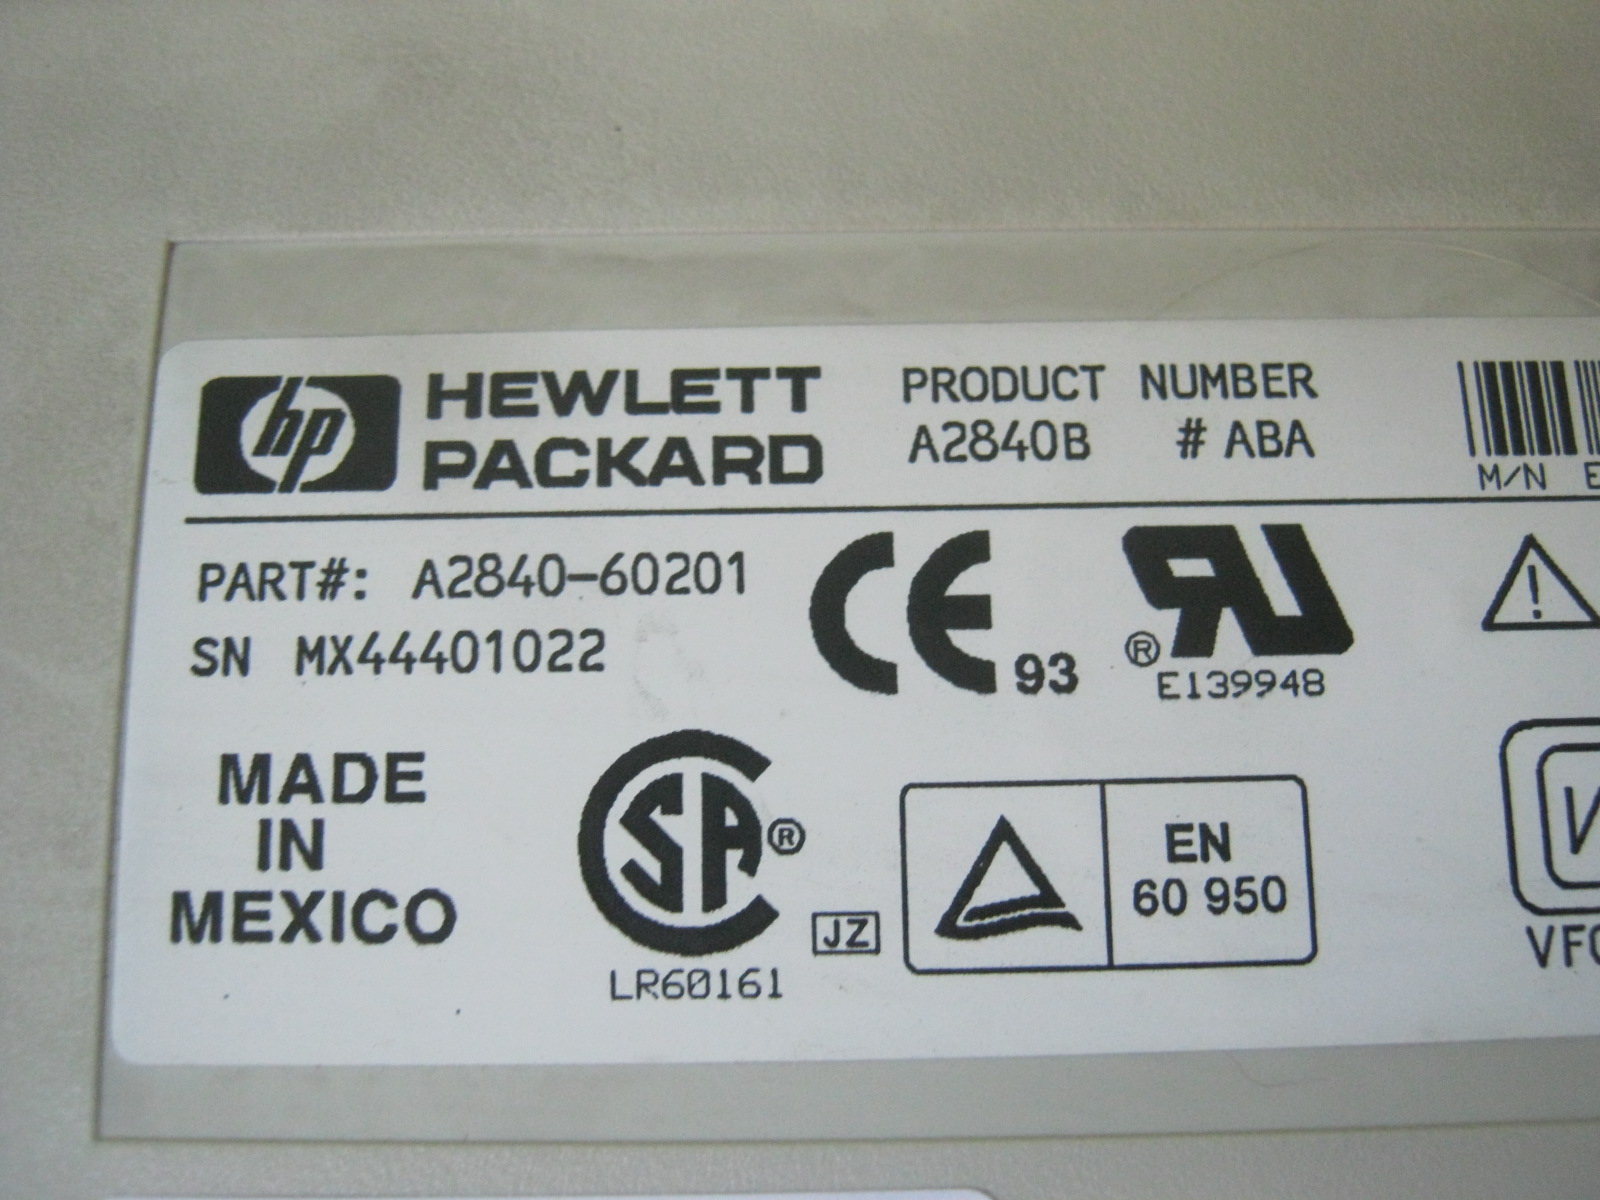 hp HEWLETT PACKARD
PRODUCT NUMBER
A2840B # ABA
M/N
PART#: A2840-60201
SN MX44401022
CE 93
® E139948
MADE
IN
MEXICO
SA ®
JZ
LR60161
EN
60 950